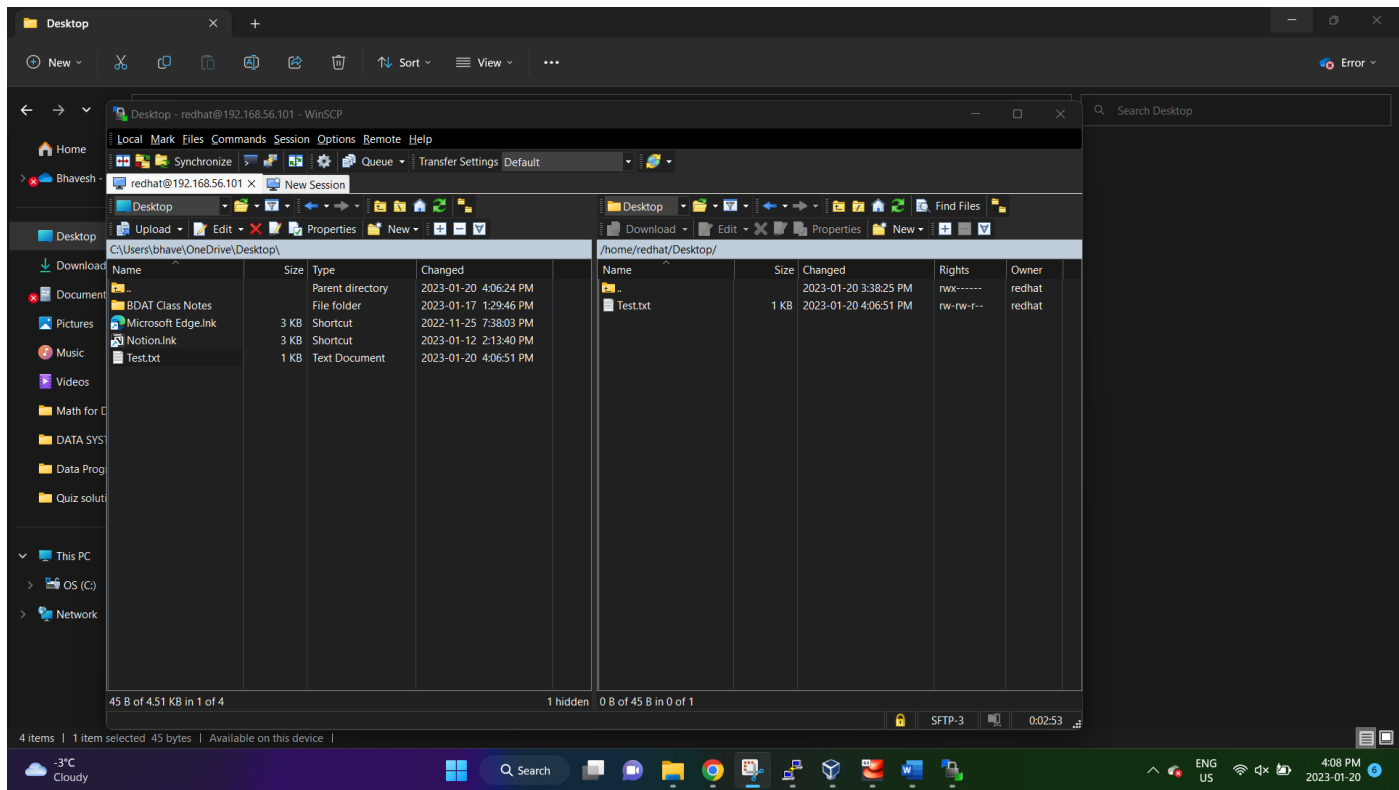 Desktop
New
Sort
View
Error
Search Desktop
Home
Bhavesh -
Desktop
Download
Document
Pictures
Music
Videos
Math for D
DATA SYST
Data Prog
Quiz soluti
This PC
OS (C:)
Network
Desktop - redhat@192.168.56.101 - WinSCP
Local Mark Files Commands Session Options Remote Help
Synchronize Queue Transfer Settings Default
redhat@192.168.56.101 New Session
Desktop
Upload Edit Properties New
C:\Users\bhave\OneDrive\Desktop\
Name Size Type Changed
.. Parent directory 2023-01-20 4:06:24 PM
BDAT Class Notes File folder 2023-01-17 1:29:46 PM
Microsoft Edge.lnk 3 KB Shortcut 2022-11-25 7:38:03 PM
Notion.lnk 3 KB Shortcut 2023-01-12 2:13:40 PM
Test.txt 1 KB Text Document 2023-01-20 4:06:51 PM
45 B of 4.51 KB in 1 of 4 1 hidden
Desktop Find Files
Download Edit Properties New
/home/redhat/Desktop/
Name Size Changed Rights Owner
.. 2023-01-20 3:38:25 PM rwx------ redhat
Test.txt 1 KB 2023-01-20 4:06:51 PM rw-rw-r-- redhat
0 B of 45 B in 0 of 1
SFTP-3 0:02:53
4 items | 1 item selected 45 bytes | Available on this device |
-3°C
Cloudy
Search
ENG
US
4:08 PM
2023-01-20
6